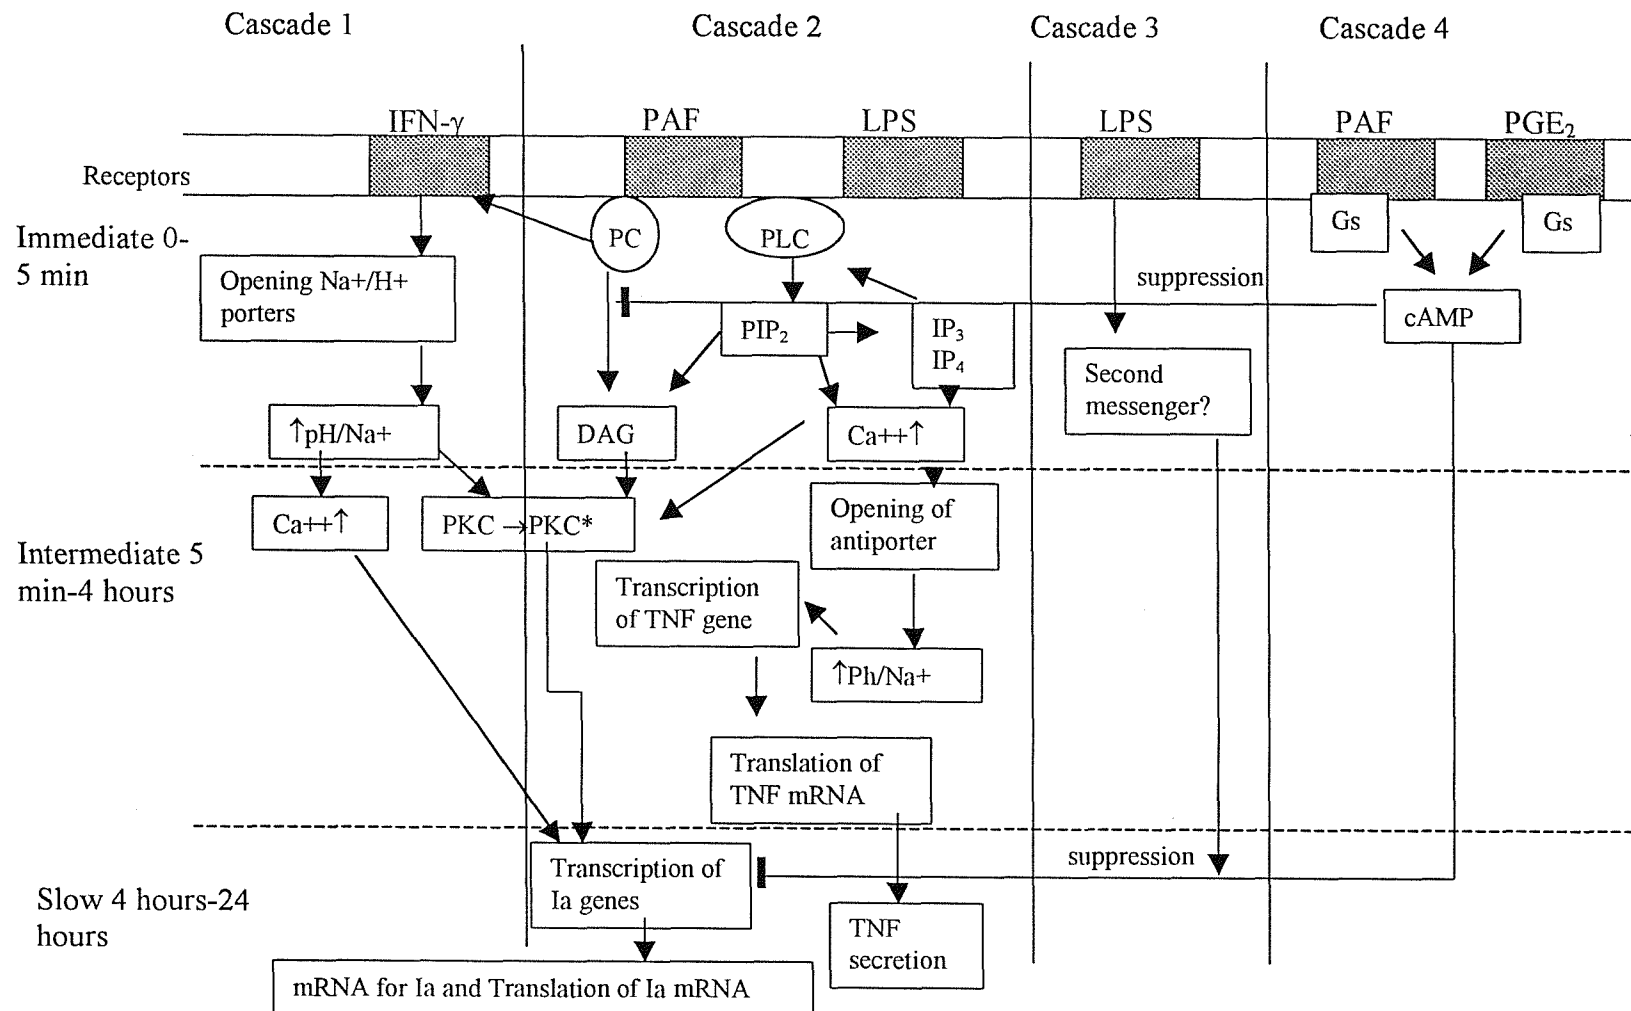 Cascade 1
Cascade 2
Cascade 3
Cascade 4
IFN-γ
PAF
LPS
LPS
PAF
PGE₂
Receptors
Immediate 0-
5 min
PC
PLC
Gs
Gs
Opening Na+/H+
porters
suppression
PIP₂
IP₃
IP₄
cAMP
Second
messenger?
↑pH/Na+
DAG
Ca++↑
Ca++↑
PKC →PKC*
Opening of
antiporter
Intermediate 5
min-4 hours
Transcription
of TNF gene
↑Ph/Na+
Translation of
TNF mRNA
suppression
Transcription of
Ia genes
Slow 4 hours-24
hours
TNF
secretion
mRNA for Ia and Translation of Ia mRNA